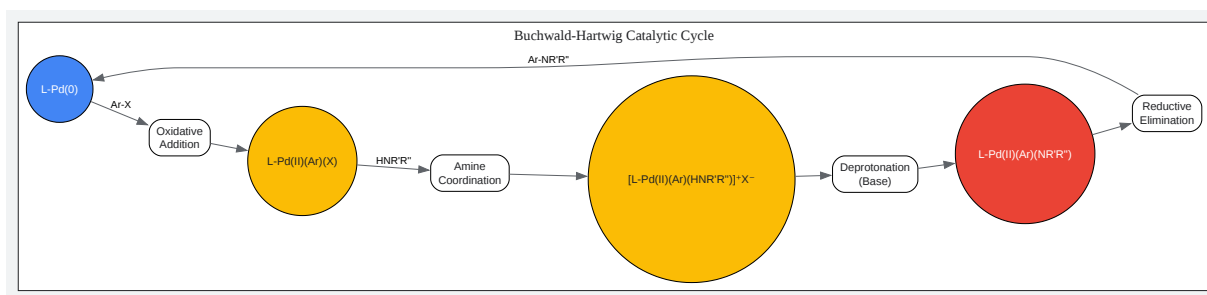 Buchwald-Hartwig Catalytic Cycle
Ar-NR'R"
L-Pd(0)
Ar-X
Oxidative
Addition
L-Pd(II)(Ar)(X)
HNR'R"
Amine
Coordination
[L-Pd(II)(Ar)(HNR'R")]⁺X⁻
Deprotonation
(Base)
L-Pd(II)(Ar)(NR'R")
Reductive
Elimination